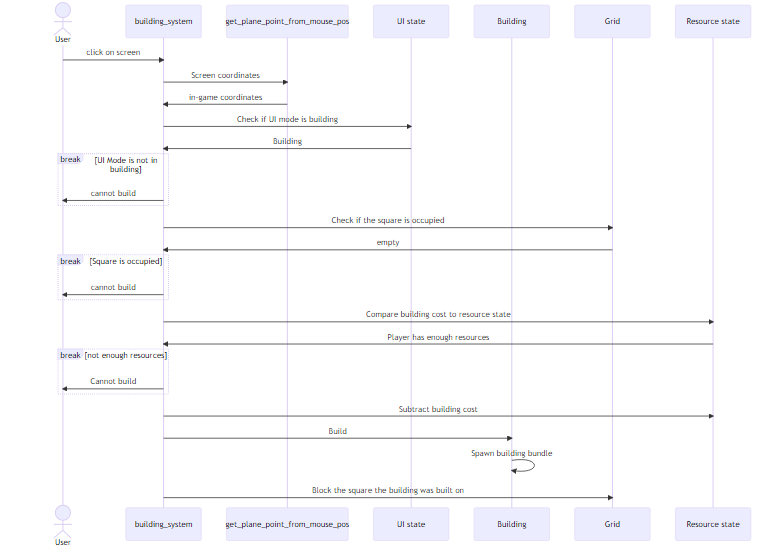 User
building_system
get_plane_point_from_mouse_pos
UI state
Building
Grid
Resource state
click on screen
Screen coordinates
in-game coordinates
Check if UI mode is building
Building
break
[UI Mode is not in
building]
cannot build
Check if the square is occupied
empty
break
[Square is occupied]
cannot build
Compare building cost to resource state
Player has enough resources
break
[not enough resources]
Cannot build
Subtract building cost
Build
Spawn building bundle
Block the square the building was built on
User
building_system
get_plane_point_from_mouse_pos
UI state
Building
Grid
Resource state